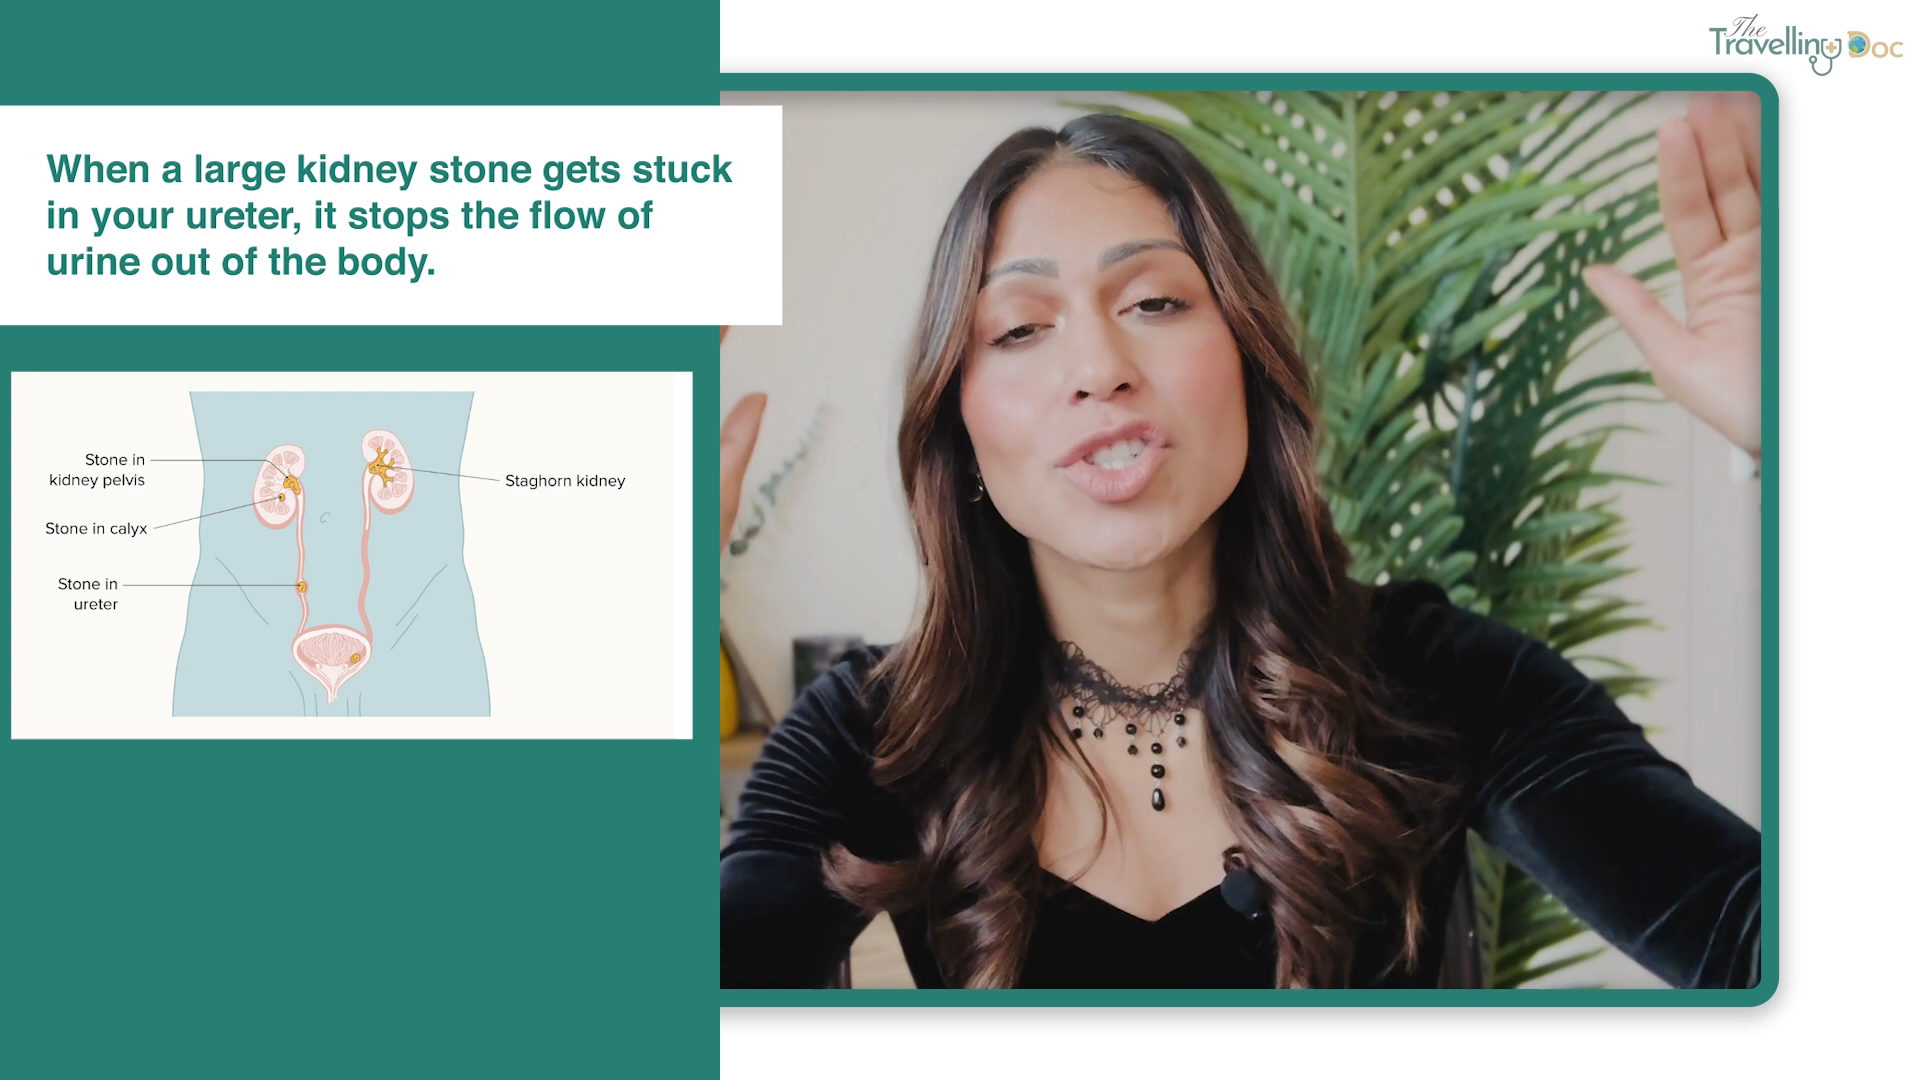 The
Travelling Doc
When a large kidney stone gets stuck
in your ureter, it stops the flow of
urine out of the body.
Stone in
kidney pelvis
Staghorn kidney
Stone in calyx
Stone in
ureter